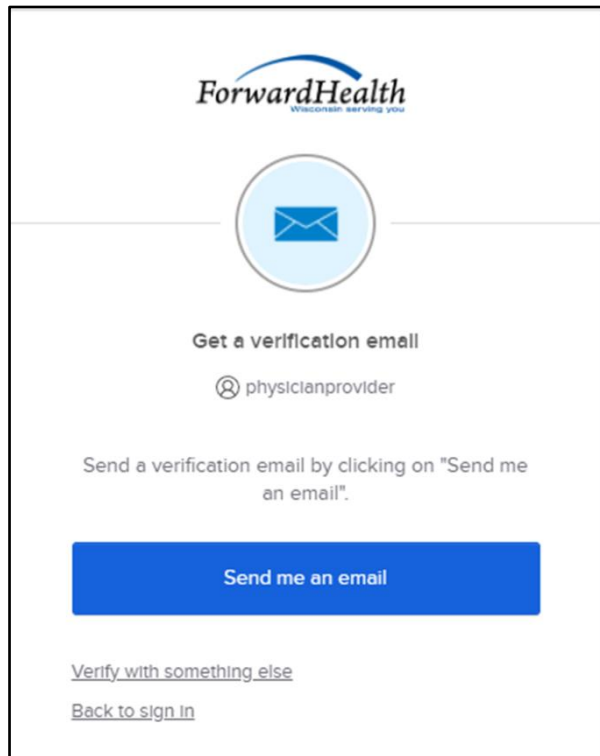 ForwardHealth
Wisconsin serving you
Get a verification email
physicianprovider
Send a verification email by clicking on "Send me
an email".
Send me an email
Verify with something else
Back to sign in